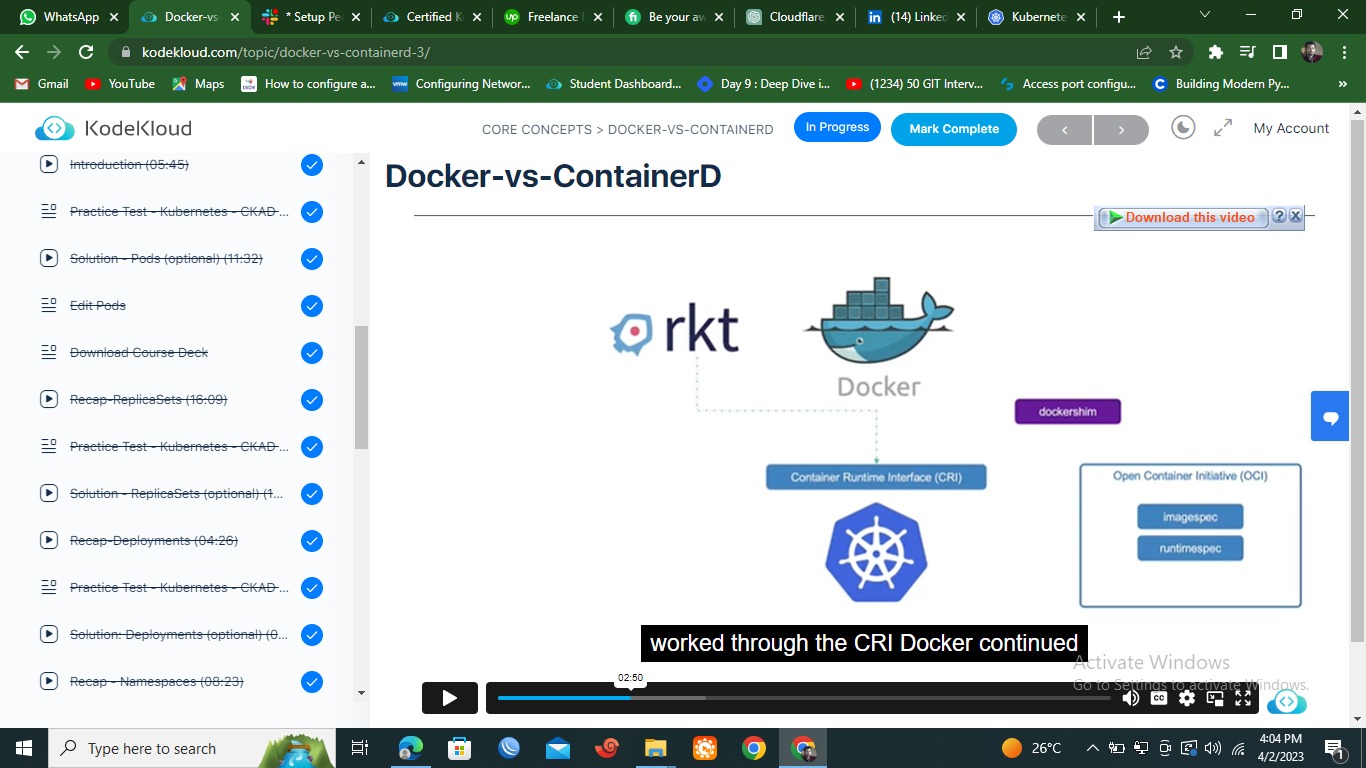 WhatsApp
Docker-vs-
* Setup Pe
Certified K
Freelance
Be your aw
Cloudflare
(14) Linked
Kubernete
kodekloud.com/topic/docker-vs-containerd-3/
Gmail
YouTube
Maps
How to configure a...
Configuring Networ...
Student Dashboard...
Day 9 : Deep Dive i...
(1234) 50 GIT Interv...
Access port configu...
Building Modern Py...
»
KodeKloud
CORE CONCEPTS > DOCKER-VS-CONTAINERD
In Progress
Mark Complete
My Account
Introduction (05:45)
Practice Test - Kubernetes - CKAD ...
Solution - Pods (optional) (11:32)
Edit Pods
Download Course Deck
Recap-ReplicaSets (16:09)
Practice Test - Kubernetes - CKAD ...
Solution - ReplicaSets (optional) (1...
Recap-Deployments (04:26)
Practice Test - Kubernetes - CKAD ...
Solution: Deployments (optional) (0...
Recap - Namespaces (08:23)
Docker-vs-ContainerD
Download this video
?
rkt
Docker
dockershim
Container Runtime Interface (CRI)
Open Container Initiative (OCI)
imagespec
runtimespec
worked through the CRI Docker continued
Activate Windows
Go to Settings to activate Windows.
02:50
CC
Type here to search
26°C
4:04 PM
4/2/2023
1